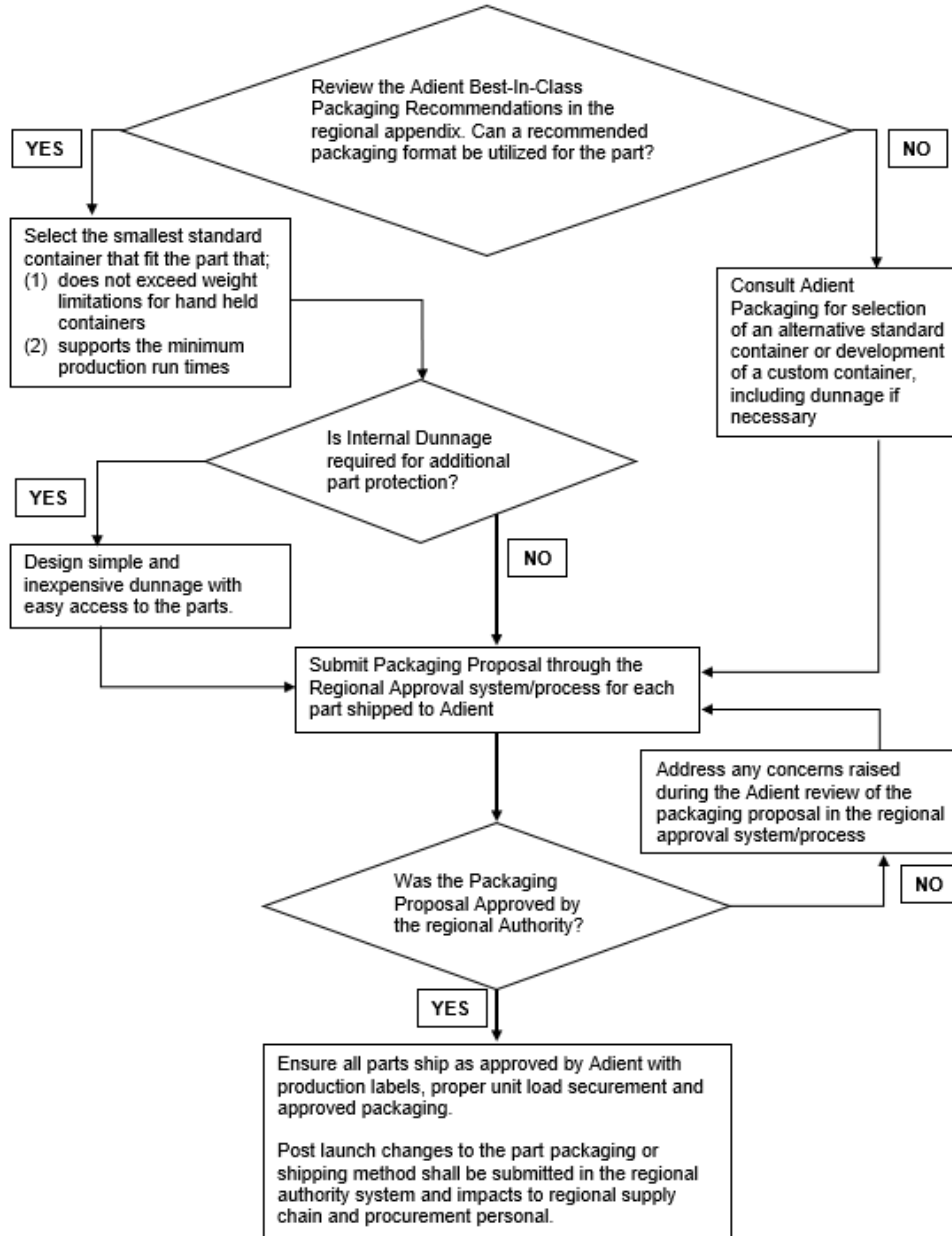 Review the Adient Best-In-Class
Packaging Recommendations in the
regional appendix. Can a recommended
packaging format be utilized for the part?
YES
NO
Select the smallest standard
container that fit the part that;
(1) does not exceed weight
limitations for hand held
containers
(2) supports the minimum
production run times
Consult Adient
Packaging for selection
of an alternative standard
container or development
of a custom container,
including dunnage if
necessary
Is Internal Dunnage
required for additional
part protection?
YES
NO
Design simple and
inexpensive dunnage with
easy access to the parts.
Submit Packaging Proposal through the
Regional Approval system/process for each
part shipped to Adient
Address any concerns raised
during the Adient review of the
packaging proposal in the regional
approval system/process
Was the Packaging
Proposal Approved by
the regional Authority?
NO
YES
Ensure all parts ship as approved by Adient with
production labels, proper unit load securement and
approved packaging.
Post launch changes to the part packaging or
shipping method shall be submitted in the regional
authority system and impacts to regional supply
chain and procurement personal.